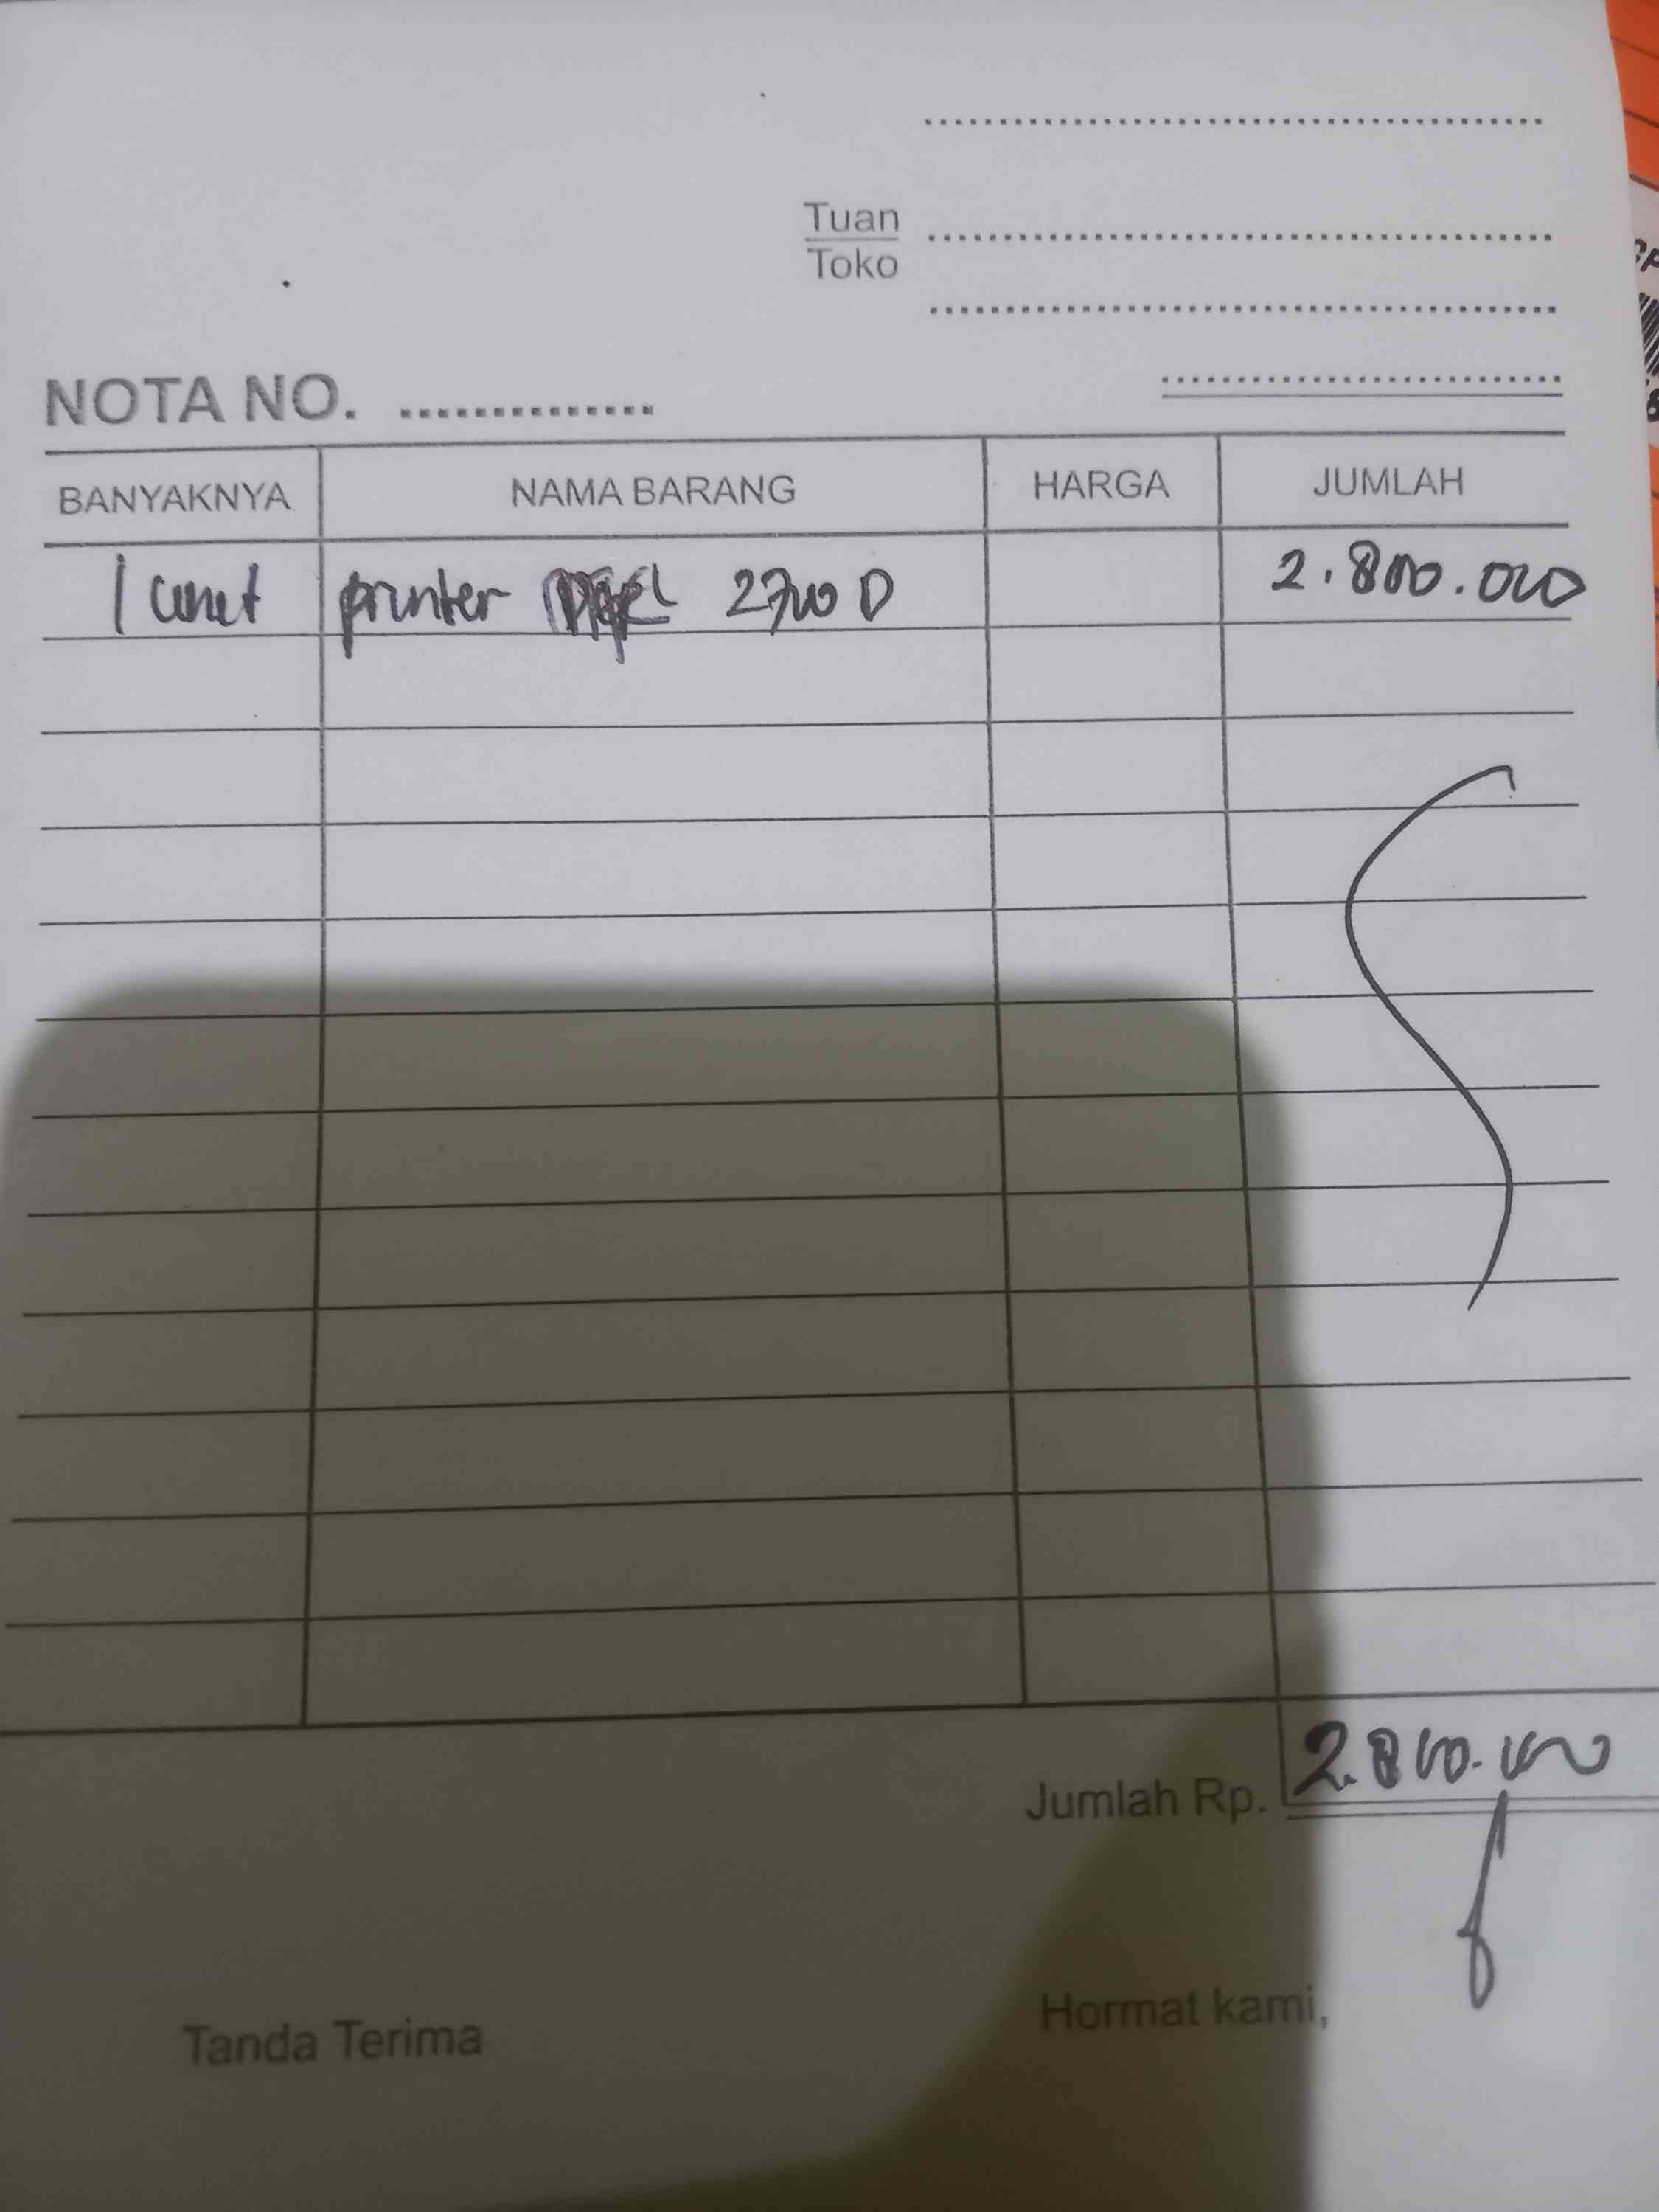 Tuan
Toko
NOTA NO. ..............
BANYAKNYA NAMA BARANG HARGA JUMLAH
1 unit printer 2700 D 2.800.000
Jumlah Rp. 2.800.000
Tanda Terima Hormat kami,